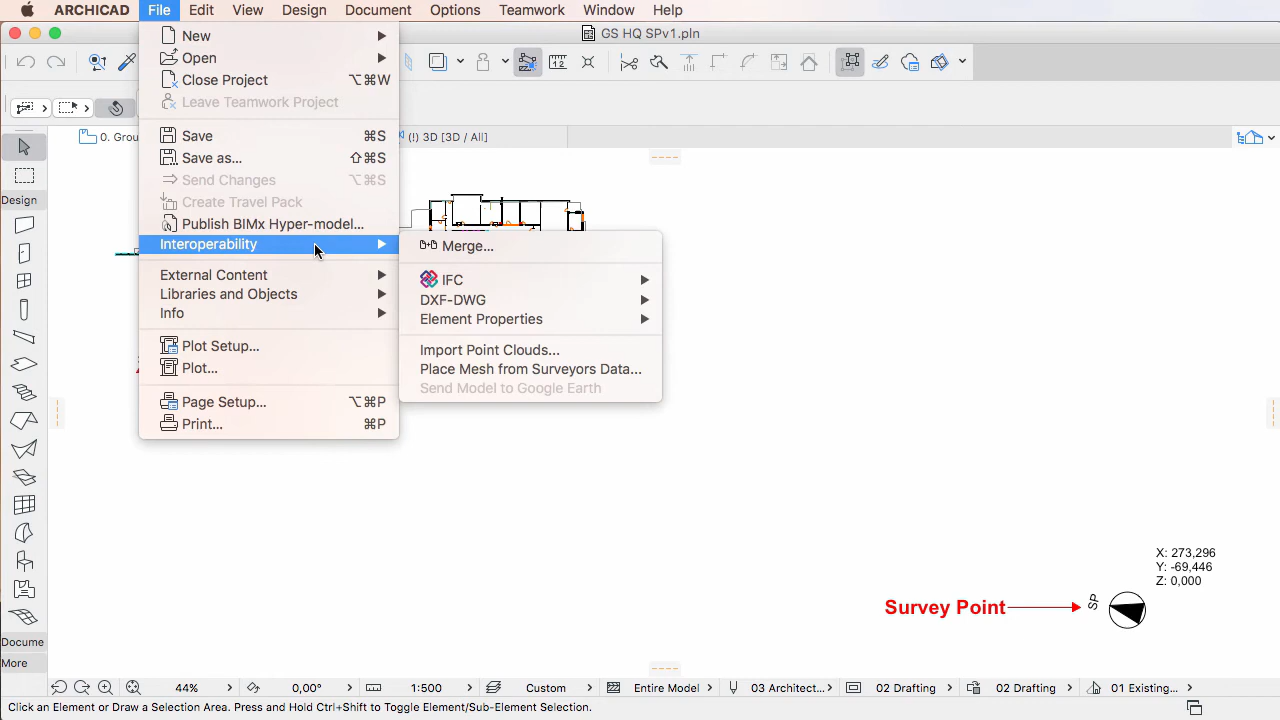 ARCHICAD File Edit View Design Document Options Teamwork Window Help
GS HQ SPv1.pln
New
Open
Close Project ⌥⌘W
Leave Teamwork Project
Save ⌘S
Save as... ⇧⌘S
Send Changes ⌥⌘S
Create Travel Pack
Publish BIMx Hyper-model...
Interoperability
External Content
Libraries and Objects
Info
Plot Setup...
Plot...
Page Setup... ⌥⌘P
Print... ⌘P
Merge...
IFC
DXF-DWG
Element Properties
Import Point Clouds...
Place Mesh from Surveyors Data...
Send Model to Google Earth
0. Grou
(!) 3D [3D / All]
Design
Docume
More
X: 273,296
Y: -69,446
Z: 0,000
Survey Point
SP
44% 0,00° 1:500 Custom Entire Model 03 Architect... 02 Drafting 02 Drafting 01 Existing...
Click an Element or Draw a Selection Area. Press and Hold Ctrl+Shift to Toggle Element/Sub-Element Selection.